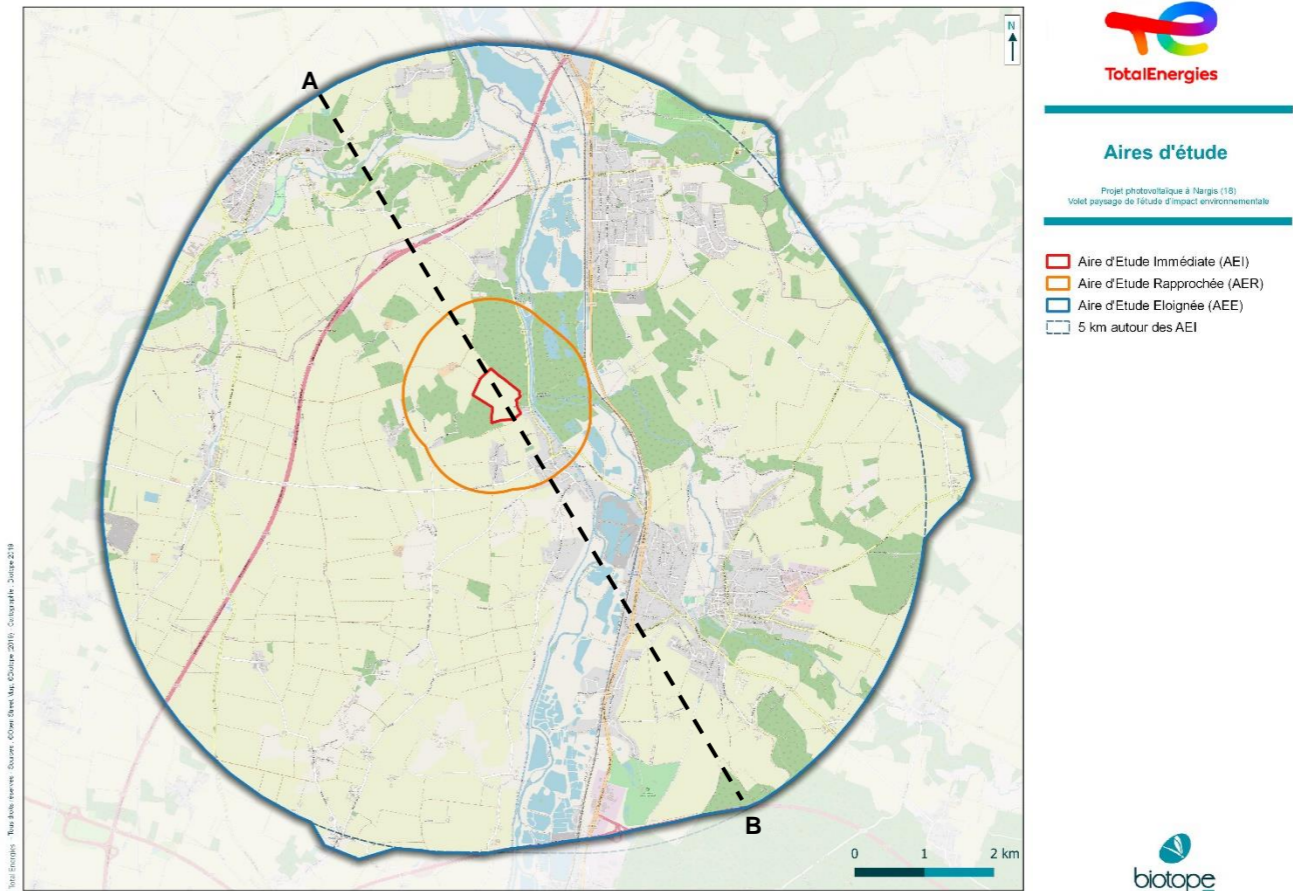 A
B
N
0 1 2 km
TotalEnergies
Aires d'étude
Projet photovoltaïque à Nargis (18)
Volet paysage de l'étude d'impact environnementale
Aire d'Etude Immédiate (AEI)
Aire d'Etude Rapprochée (AER)
Aire d'Etude Eloignée (AEE)
5 km autour des AEI
biotope